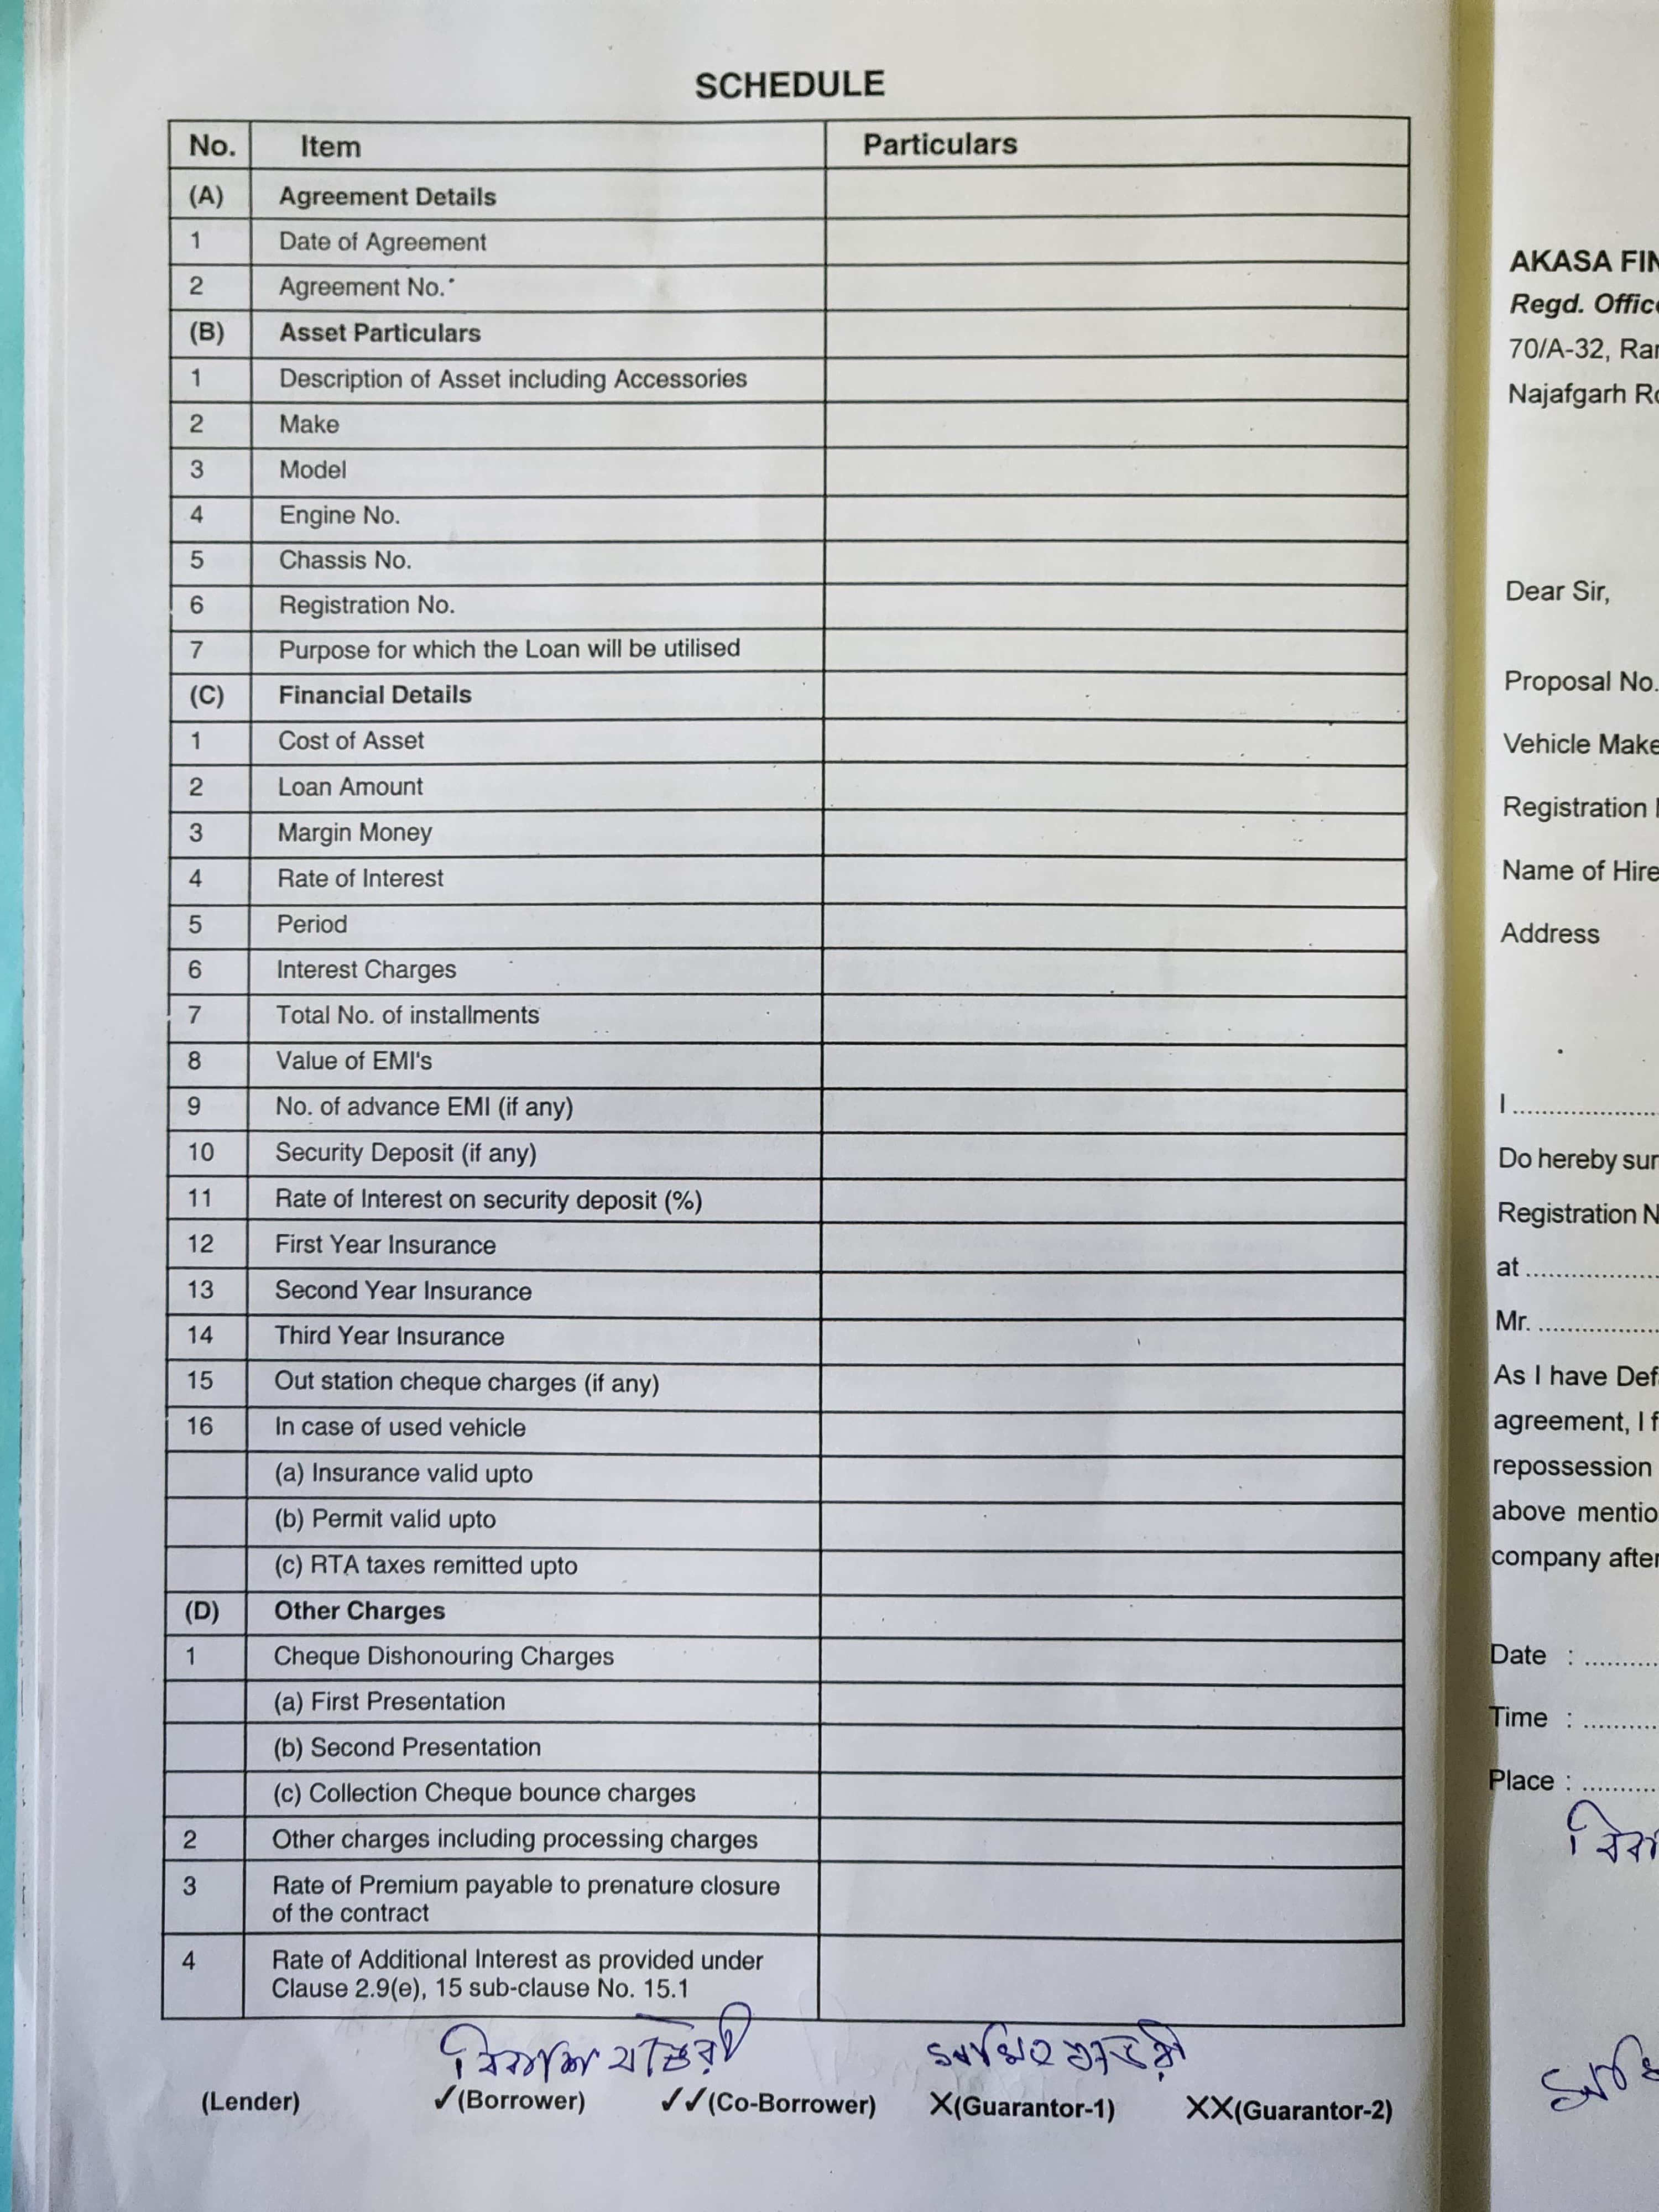 SCHEDULE
No. Item Particulars
(A) Agreement Details
1 Date of Agreement
2 Agreement No.
(B) Asset Particulars
1 Description of Asset including Accessories
2 Make
3 Model
4 Engine No.
5 Chassis No.
6 Registration No.
7 Purpose for which the Loan will be utilised
(C) Financial Details
1 Cost of Asset
2 Loan Amount
3 Margin Money
4 Rate of Interest
5 Period
6 Interest Charges
7 Total No. of installments
8 Value of EMI's
9 No. of advance EMI (if any)
10 Security Deposit (if any)
11 Rate of Interest on security deposit (%)
12 First Year Insurance
13 Second Year Insurance
14 Third Year Insurance
15 Out station cheque charges (if any)
16 In case of used vehicle
(a) Insurance valid upto
(b) Permit valid upto
(c) RTA taxes remitted upto
(D) Other Charges
1 Cheque Dishonouring Charges
(a) First Presentation
(b) Second Presentation
(c) Collection Cheque bounce charges
2 Other charges including processing charges
3 Rate of Premium payable to prenature closure
of the contract
4 Rate of Additional Interest as provided under
Clause 2.9(e), 15 sub-clause No. 15.1
(Lender) ✓(Borrower) ✓✓(Co-Borrower) X(Guarantor-1) XX(Guarantor-2)
AKASA
Regd.
70/A-32,
Najafgarh
Dear Sir,
Proposal No.
Vehicle Make
Registration
Name of
Address
I ....................
Do hereby
Registration
at ..................
Mr. .................
As I have
agreement, I
repossession
above
company after
Date : ..........
Time : ..........
Place : ..........